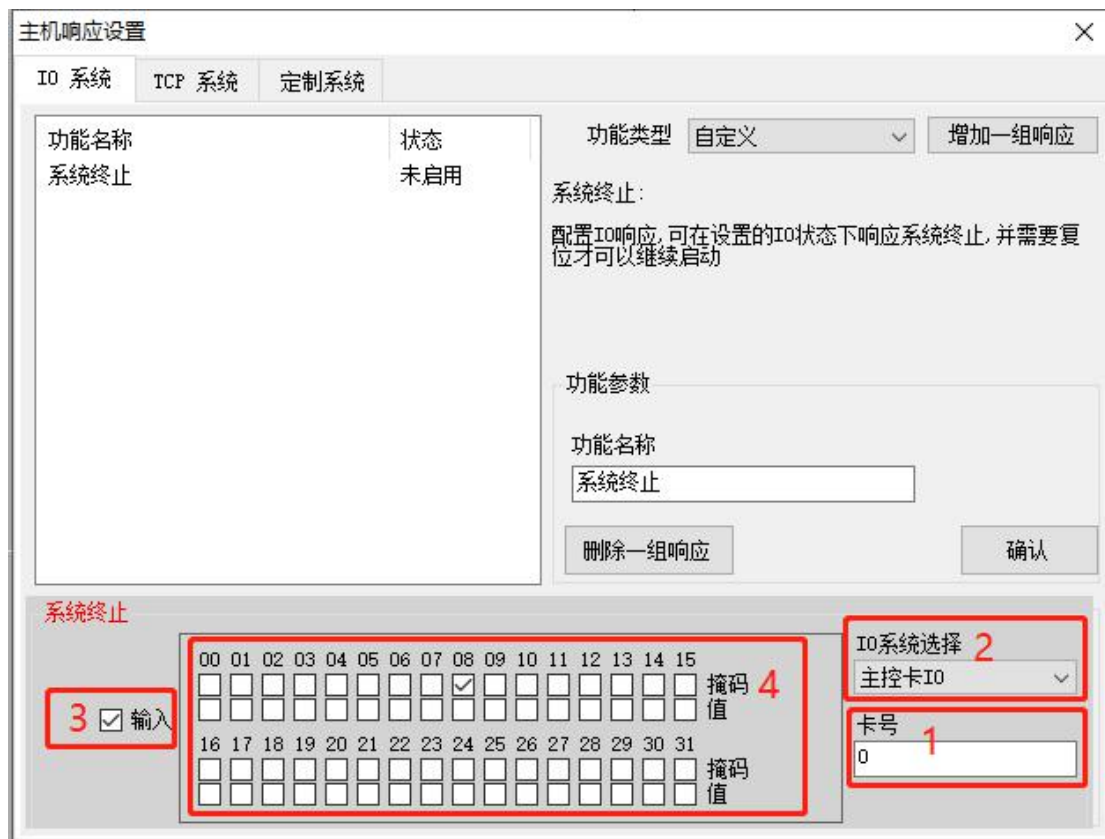 主机响应设置
IO 系统 TCP 系统 定制系统
功能名称 状态
系统终止 未启用
功能类型 自定义 增加一组响应
系统终止:
配置IO响应,可在设置的IO状态下响应系统终止,并需要复
位才可以继续启动
功能参数
功能名称
系统终止
删除一组响应 确认
系统终止
3 输入
00 01 02 03 04 05 06 07 08 09 10 11 12 13 14 15
掩码 4
值
16 17 18 19 20 21 22 23 24 25 26 27 28 29 30 31
掩码
值
IO系统选择 2
主控卡IO
卡号 1
0